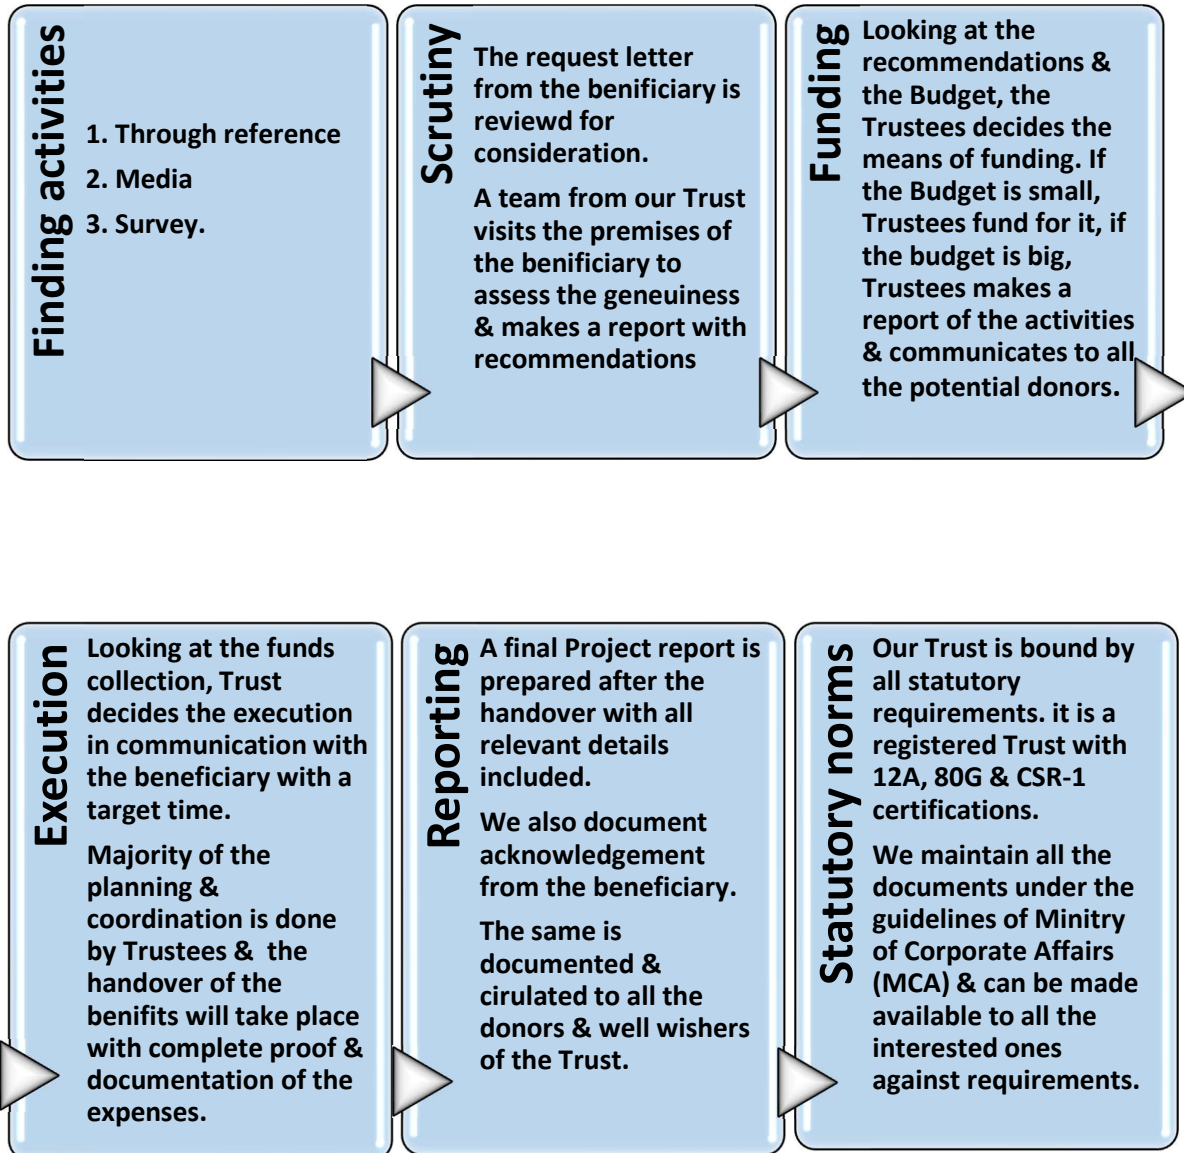 Finding activities
1. Through reference
2. Media
3. Survey.
Scrutiny
The request letter
from the benificiary is
reviewd for
consideration.
A team from our Trust
visits the premises of
the benificiary to
assess the geneuiness
& makes a report with
recommendations
Funding
Looking at the
recommendations &
the Budget, the
Trustees decides the
means of funding. If
the Budget is small,
Trustees fund for it, if
the budget is big,
Trustees makes a
report of the activities
& communicates to all
the potential donors.
Execution
Looking at the funds
collection, Trust
decides the execution
in communication with
the beneficiary with a
target time.
Majority of the
planning &
coordination is done
by Trustees & the
handover of the
benifits will take place
with complete proof &
documentation of the
expenses.
Reporting
A final Project report is
prepared after the
handover with all
relevant details
included.
We also document
acknowledgement
from the beneficiary.
The same is
documented &
cirulated to all the
donors & well wishers
of the Trust.
Statutory norms
Our Trust is bound by
all statutory
requirements. it is a
registered Trust with
12A, 80G & CSR-1
certifications.
We maintain all the
documents under the
guidelines of Minitry
of Corporate Affairs
(MCA) & can be made
available to all the
interested ones
against requirements.